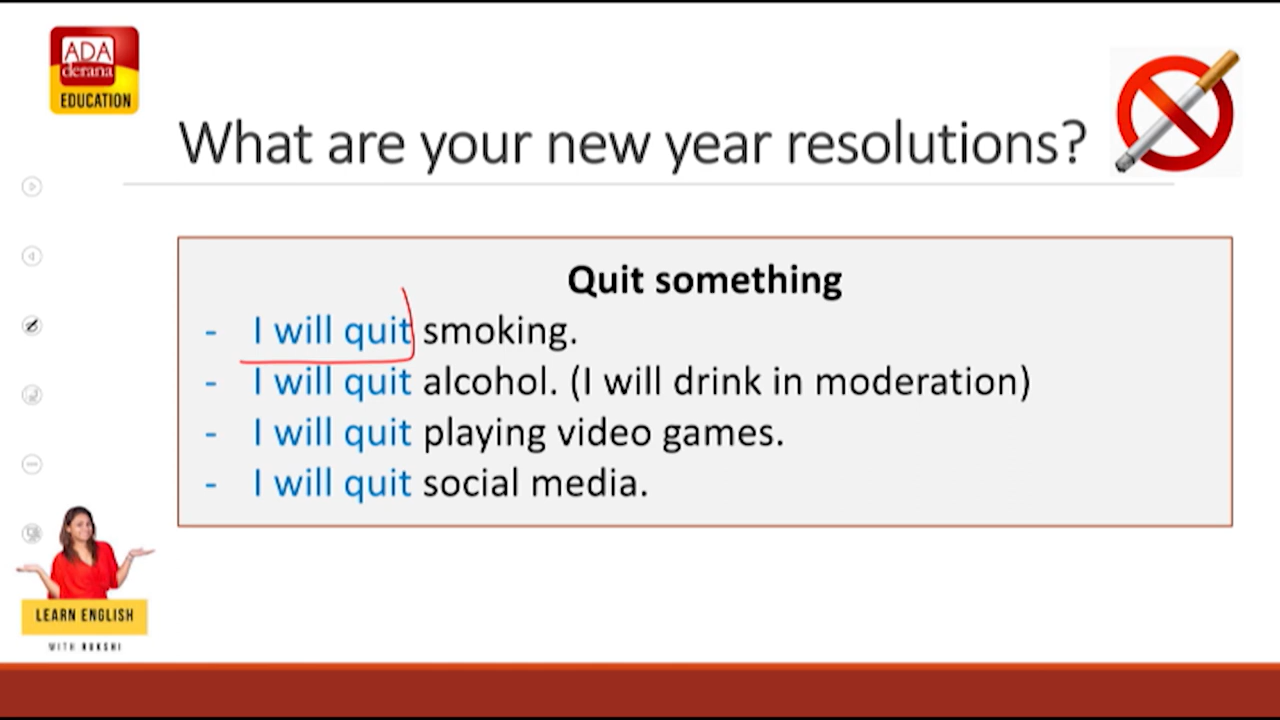 ADA
derana
EDUCATION
What are your new year resolutions?
Quit something
- I will quit smoking.
- I will quit alcohol. (I will drink in moderation)
- I will quit playing video games.
- I will quit social media.
LEARN ENGLISH
WITH RUKSHI